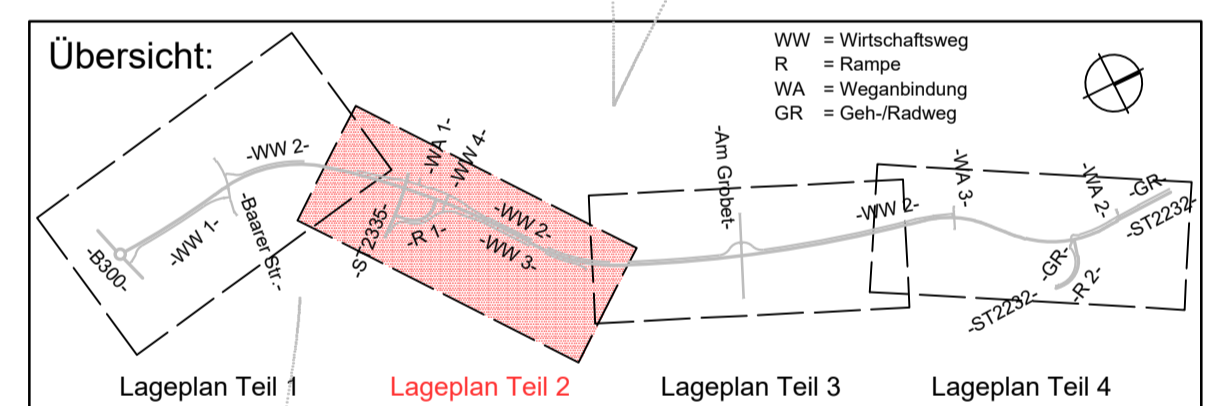 Übersicht:
WW = Wirtschaftsweg
R = Rampe
WA = Weganbindung
GR = Geh-/Radweg
-B300-
-WW 1-
-WW 2-
-Baarer Str.-
-ST2335-
-R 1-
-WA 1-
-WW 4-
-WW 2-
-WW 3-
-Am Grobet-
-WW 2-
-WA 3-
-WA 2-
-GR-
-ST2232-
-GR-
-R 2-
-ST2232-
Lageplan Teil 1
Lageplan Teil 2
Lageplan Teil 3
Lageplan Teil 4